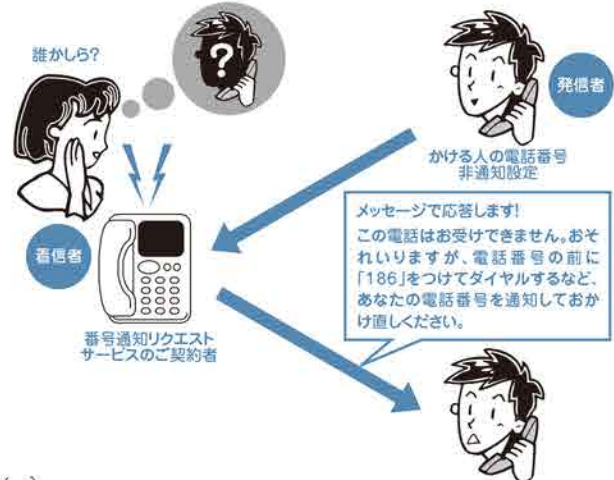 誰かしら?
?
発信者
かける人の電話番号
非通知設定
メッセージで応答します!
この電話はお受けできません。おそ
れいりますが、電話番号の前に
「186」をつけてダイヤルするなど、
あなたの電話番号を通知しておか
け直しください。
着信者
番号通知リクエスト
サービスのご契約者